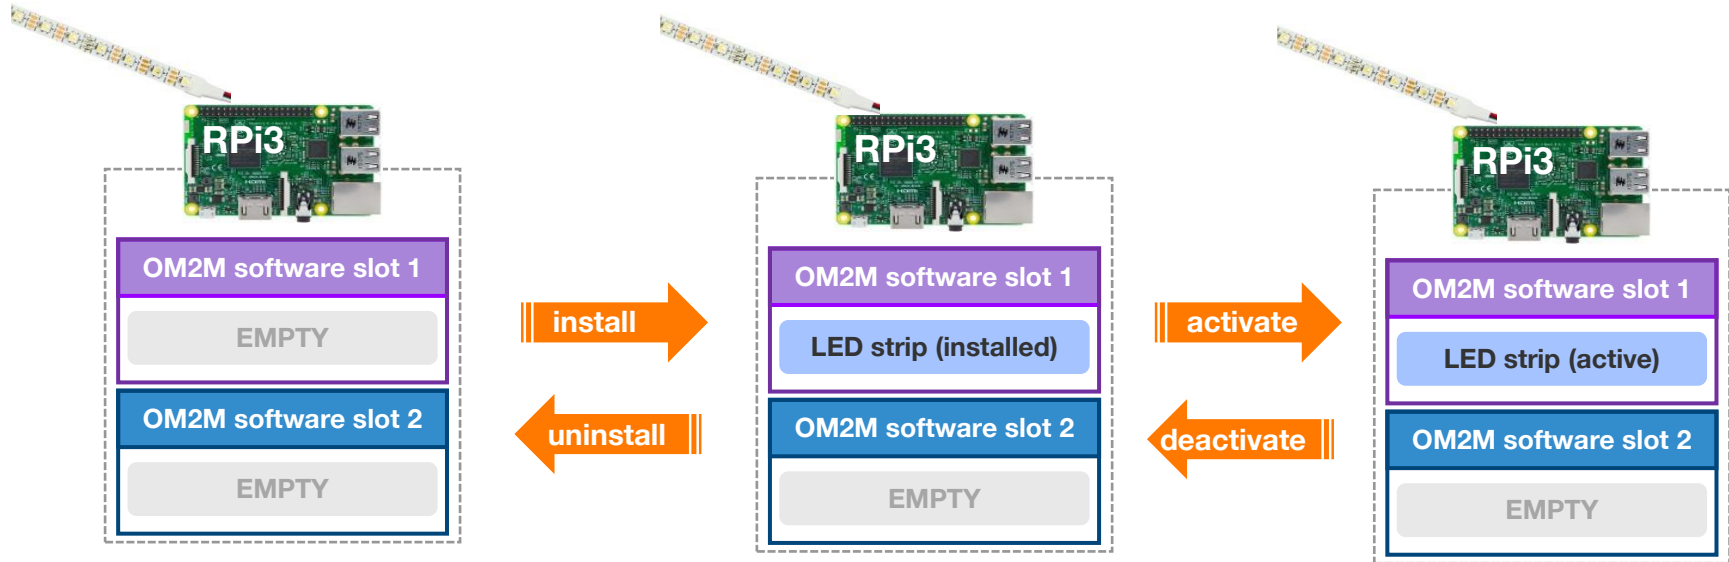 RPi3
OM2M software slot 1
EMPTY
OM2M software slot 2
EMPTY
install
uninstall
RPi3
OM2M software slot 1
LED strip (installed)
OM2M software slot 2
EMPTY
activate
deactivate
RPi3
OM2M software slot 1
LED strip (active)
OM2M software slot 2
EMPTY